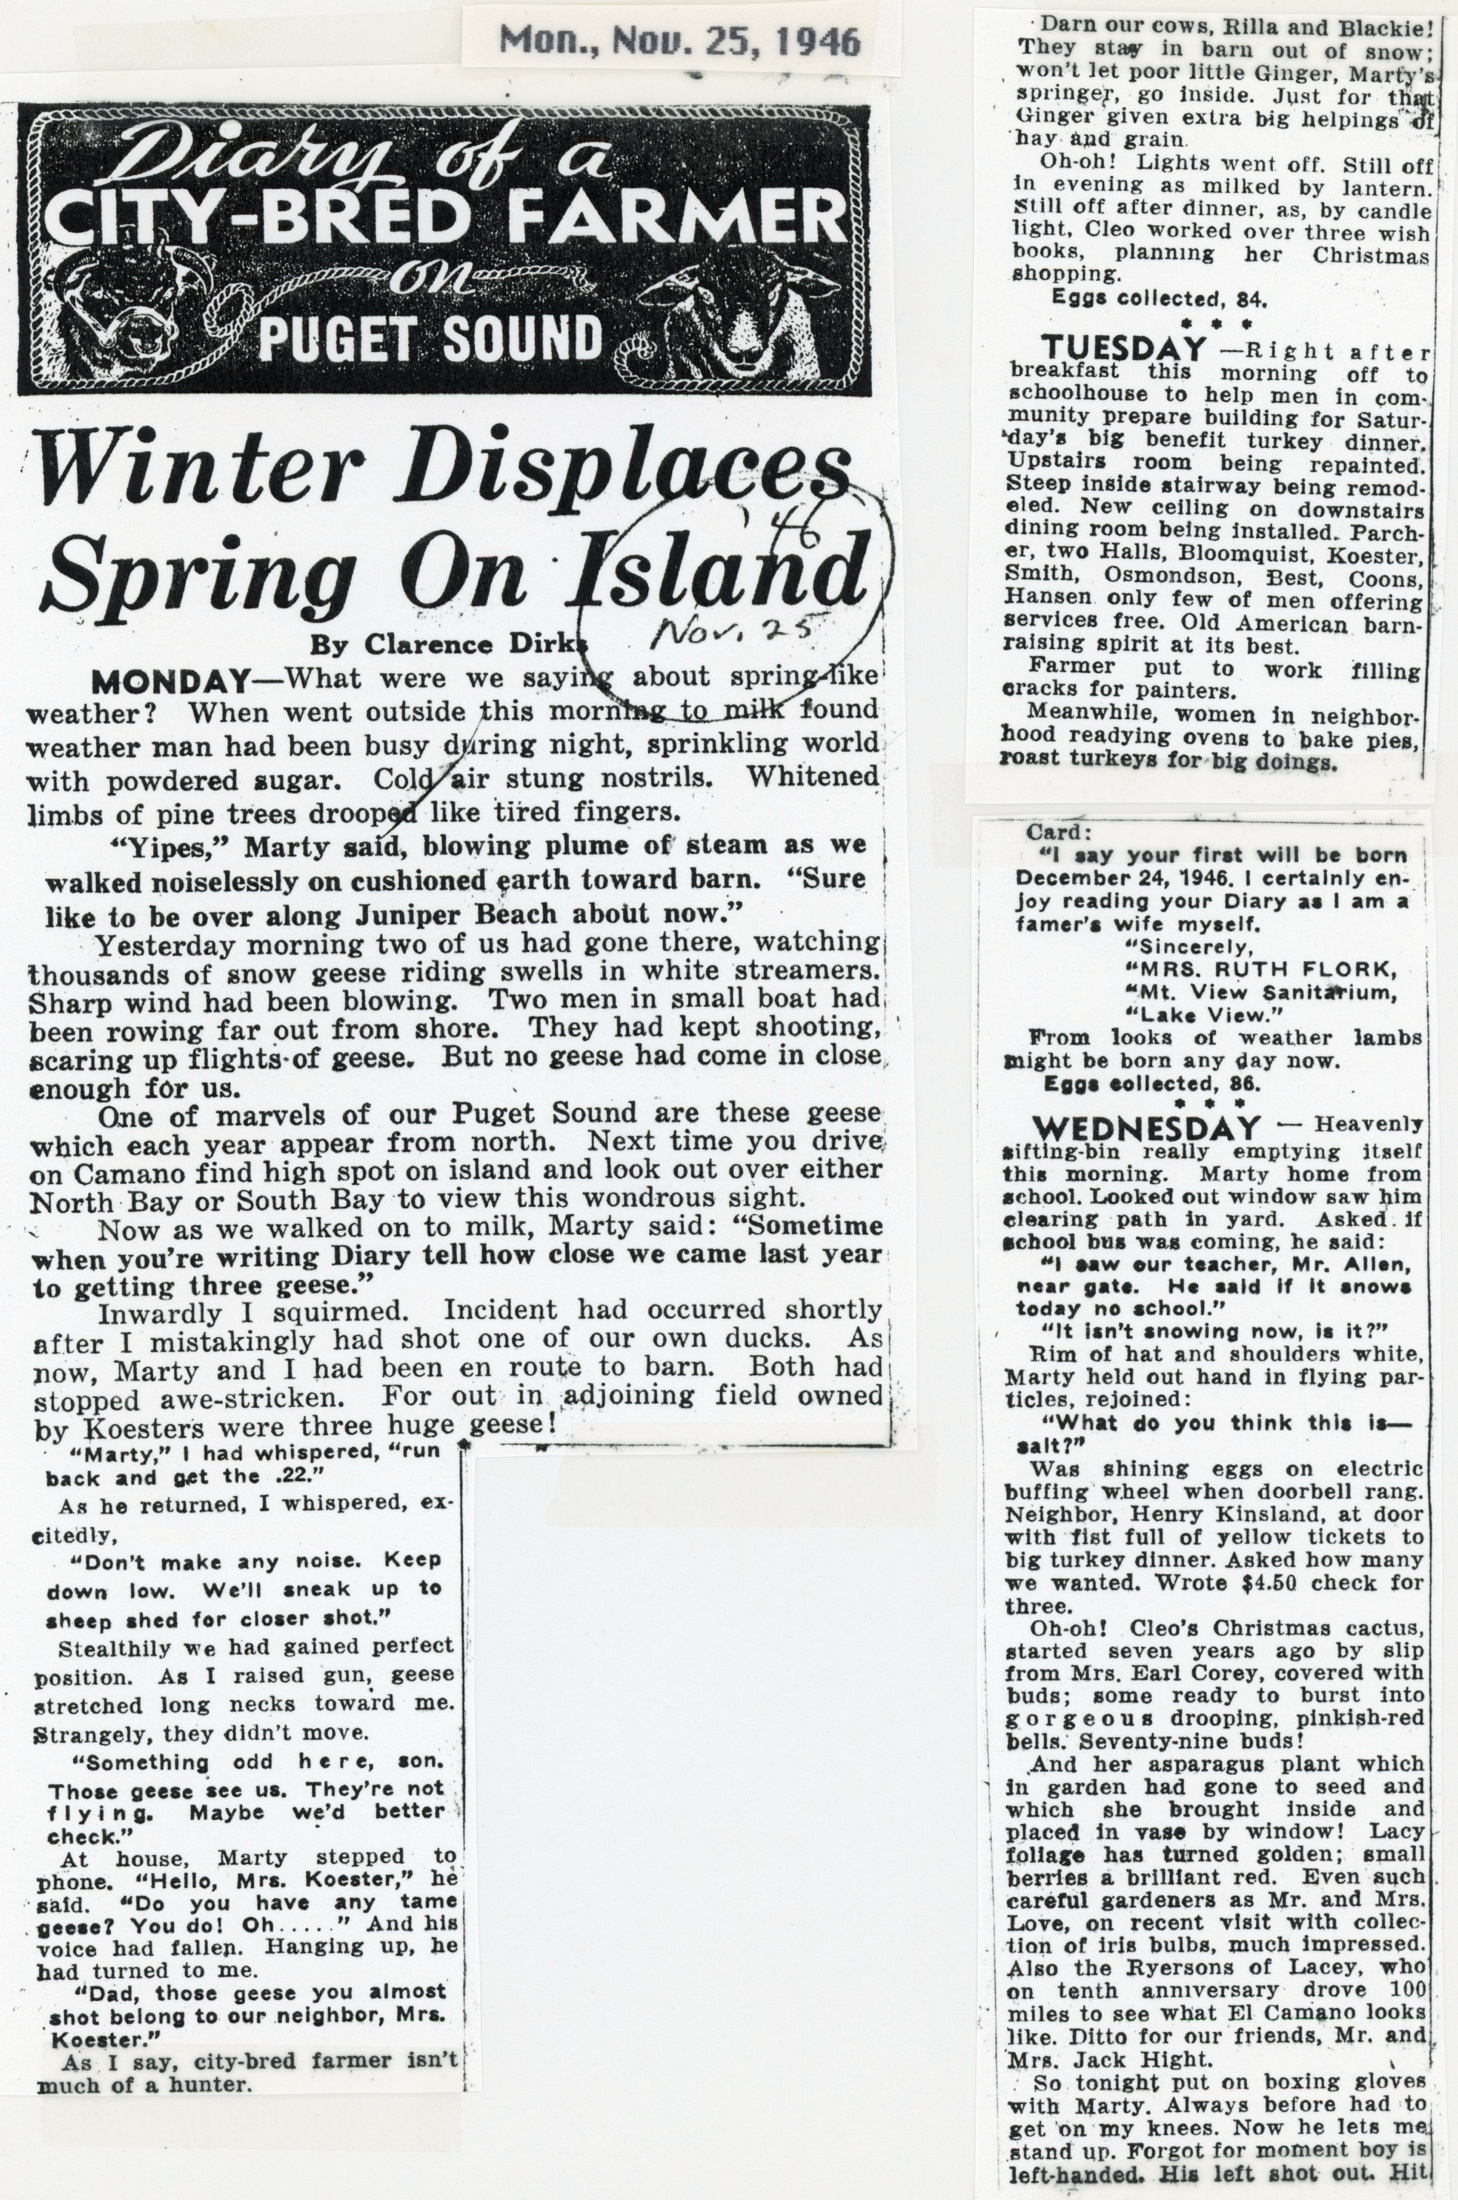 Mon., Nov. 25, 1946
Diary of a
CITY-BRED FARMER
on
PUGET SOUND
Winter Displaces
Spring On Island
'46
Nov. 25
By Clarence Dirks
MONDAY—What were we saying about spring-like
weather? When went outside this morning to milk found
weather man had been busy during night, sprinkling world
with powdered sugar. Cold air stung nostrils. Whitened
limbs of pine trees drooped like tired fingers.
"Yipes," Marty said, blowing plume of steam as we
walked noiselessly on cushioned earth toward barn. "Sure
like to be over along Juniper Beach about now."
Yesterday morning two of us had gone there, watching
thousands of snow geese riding swells in white streamers.
Sharp wind had been blowing. Two men in small boat had
been rowing far out from shore. They had kept shooting,
scaring up flights of geese. But no geese had come in close
enough for us.
One of marvels of our Puget Sound are these geese
which each year appear from north. Next time you drive
on Camano find high spot on island and look out over either
North Bay or South Bay to view this wondrous sight.
Now as we walked on to milk, Marty said: "Sometime
when you're writing Diary tell how close we came last year
to getting three geese."
Inwardly I squirmed. Incident had occurred shortly
after I mistakingly had shot one of our own ducks. As
now, Marty and I had been en route to barn. Both had
stopped awe-stricken. For out in adjoining field owned
by Koesters were three huge geese!
"Marty," I had whispered, "run
back and get the .22."
As he returned, I whispered, ex-
citedly,
"Don't make any noise. Keep
down low. We'll sneak up to
sheep shed for closer shot."
Stealthily we had gained perfect
position. As I raised gun, geese
stretched long necks toward me.
Strangely, they didn't move.
"Something odd here, son.
Those geese see us. They're not
flying. Maybe we'd better
check."
At house, Marty stepped to
phone. "Hello, Mrs. Koester," he
said. "Do you have any tame
geese? You do! Oh....." And his
voice had fallen. Hanging up, he
had turned to me.
"Dad, those geese you almost
shot belong to our neighbor, Mrs.
Koester."
As I say, city-bred farmer isn't
much of a hunter.
Darn our cows, Rilla and Blackie!
They stay in barn out of snow;
won't let poor little Ginger, Marty's
springer, go inside. Just for that
Ginger given extra big helpings of
hay and grain.
Oh-oh! Lights went off. Still off
in evening as milked by lantern.
Still off after dinner, as, by candle
light, Cleo worked over three wish
books, planning her Christmas
shopping.
Eggs collected, 84.
* * *
TUESDAY —Right after
breakfast this morning off to
schoolhouse to help men in com-
munity prepare building for Satur-
day's big benefit turkey dinner.
Upstairs room being repainted.
Steep inside stairway being remod-
eled. New ceiling on downstairs
dining room being installed. Parch-
er, two Halls, Bloomquist, Koester,
Smith, Osmondson, Best, Coons,
Hansen only few of men offering
services free. Old American barn-
raising spirit at its best.
Farmer put to work filling
cracks for painters.
Meanwhile, women in neighbor-
hood readying ovens to bake pies,
roast turkeys for big doings.
Card:
"I say your first will be born
December 24, 1946. I certainly en-
joy reading your Diary as I am a
famer's wife myself.
"Sincerely,
"MRS. RUTH FLORK,
"Mt. View Sanitarium,
"Lake View."
From looks of weather lambs
might be born any day now.
Eggs collected, 86.
* * *
WEDNESDAY — Heavenly
sifting-bin really emptying itself
this morning. Marty home from
school. Looked out window saw him
clearing path in yard. Asked if
school bus was coming, he said:
"I saw our teacher, Mr. Allen,
near gate. He said if it snows
today no school."
"It isn't snowing now, is it?"
Rim of hat and shoulders white,
Marty held out hand in flying par-
ticles, rejoined:
"What do you think this is—
salt?"
Was shining eggs on electric
buffing wheel when doorbell rang.
Neighbor, Henry Kinsland, at door
with fist full of yellow tickets to
big turkey dinner. Asked how many
we wanted. Wrote $4.50 check for
three.
Oh-oh! Cleo's Christmas cactus,
started seven years ago by slip
from Mrs. Earl Corey, covered with
buds; some ready to burst into
gorgeous drooping, pinkish-red
bells. Seventy-nine buds!
And her asparagus plant which
in garden had gone to seed and
which she brought inside and
placed in vase by window! Lacy
foliage has turned golden; small
berries a brilliant red. Even such
careful gardeners as Mr. and Mrs.
Love, on recent visit with collec-
tion of iris bulbs, much impressed.
Also the Ryersons of Lacey, who
on tenth anniversary drove 100
miles to see what El Camano looks
like. Ditto for our friends, Mr. and
Mrs. Jack Hight.
So tonight put on boxing gloves
with Marty. Always before had to
get on my knees. Now he lets me
stand up. Forgot for moment boy is
left-handed. His left shot out. Hit